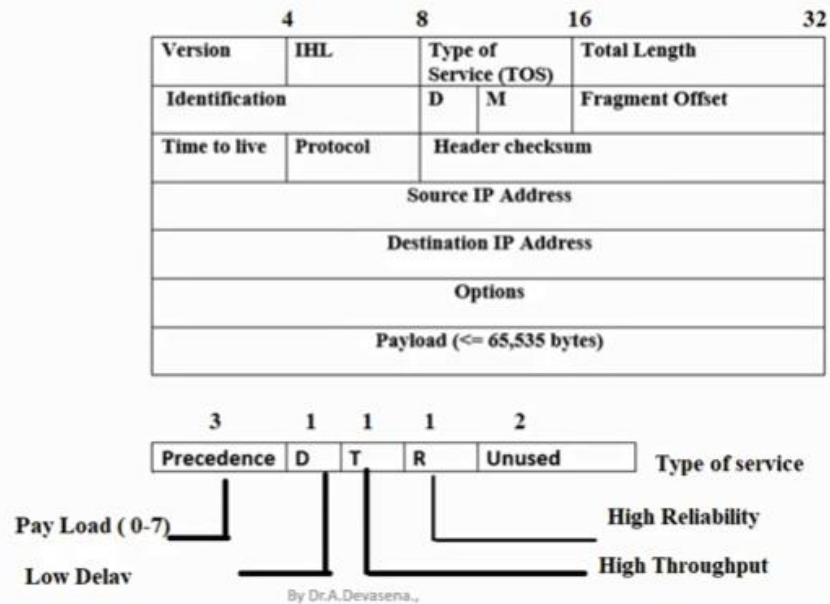 4 8 16 32
Version IHL Type of Total Length
Service (TOS)
Identification D M Fragment Offset
Time to live Protocol Header checksum
Source IP Address
Destination IP Address
Options
Payload (<= 65,535 bytes)
3 1 1 1 2
Precedence D T R Unused Type of service
Pay Load ( 0-7)
High Reliability
High Throughput
Low Delay
By Dr.A.Devasena.,